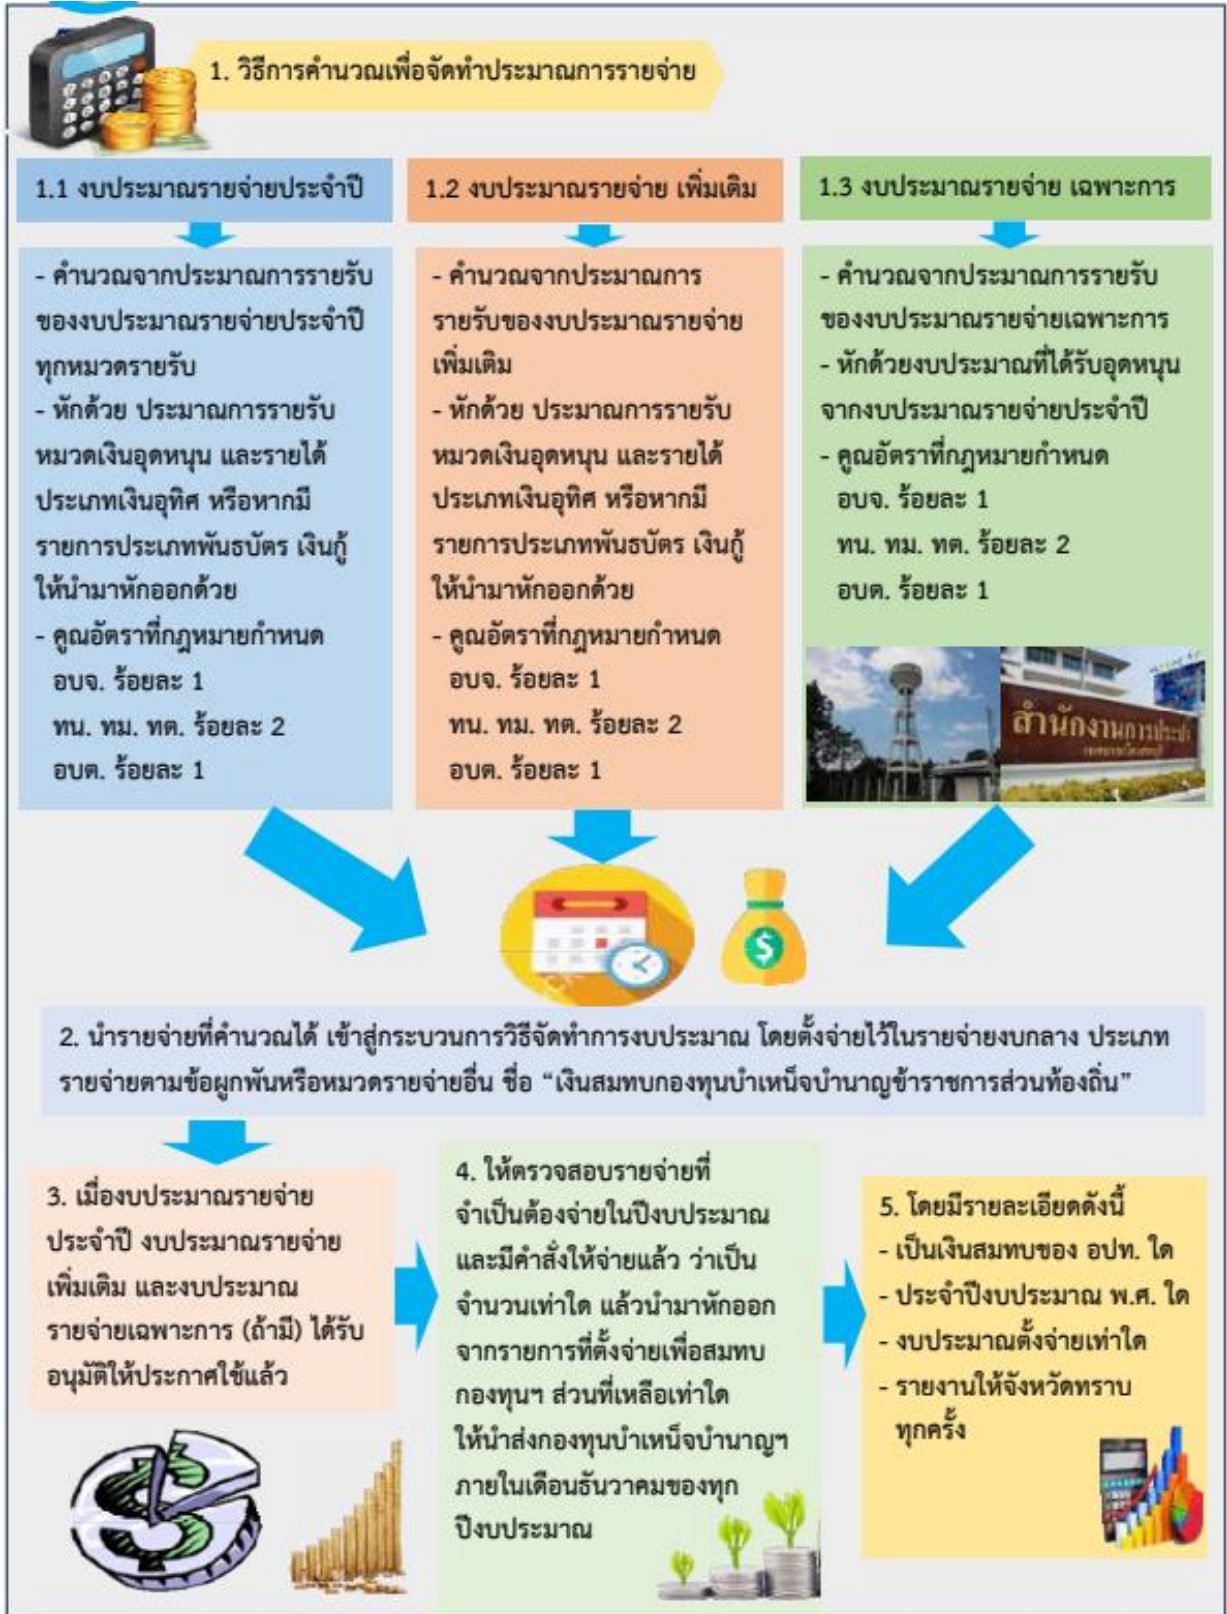 1. วิธีการคำนวณเพื่อจัดทำประมาณการรายจ่าย
1.1 งบประมาณรายจ่ายประจำปี
- คำนวณจากประมาณการรายรับ
ของงบประมาณรายจ่ายประจำปี
ทุกหมวดรายรับ
- หักด้วย ประมาณการรายรับ
หมวดเงินอุดหนุน และรายได้
ประเภทเงินอุทิศ หรือหากมี
รายการประเภทพันธบัตร เงินกู้
ให้นำมาหักออกด้วย
- คูณอัตราที่กฎหมายกำหนด
อบจ. ร้อยละ 1
ทน. ทม. ทต. ร้อยละ 2
อบต. ร้อยละ 1
1.2 งบประมาณรายจ่าย เพิ่มเติม
- คำนวณจากประมาณการ
รายรับของงบประมาณรายจ่าย
เพิ่มเติม
- หักด้วย ประมาณการรายรับ
หมวดเงินอุดหนุน และรายได้
ประเภทเงินอุทิศ หรือหากมี
รายการประเภทพันธบัตร เงินกู้
ให้นำมาหักออกด้วย
- คูณอัตราที่กฎหมายกำหนด
อบจ. ร้อยละ 1
ทน. ทม. ทต. ร้อยละ 2
อบต. ร้อยละ 1
1.3 งบประมาณรายจ่าย เฉพาะการ
- คำนวณจากประมาณการรายรับ
ของงบประมาณรายจ่ายเฉพาะการ
- หักด้วยงบประมาณที่ได้รับอุดหนุน
จากงบประมาณรายจ่ายประจำปี
- คูณอัตราที่กฎหมายกำหนด
อบจ. ร้อยละ 1
ทน. ทม. ทต. ร้อยละ 2
อบต. ร้อยละ 1
สำนักงานการประปา
2. นำรายจ่ายที่คำนวณได้ เข้าสู่กระบวนการวิธีจัดทำการงบประมาณ โดยตั้งจ่ายไว้ในรายจ่ายงบกลาง ประเภท
รายจ่ายตามข้อผูกพันหรือหมวดรายจ่ายอื่น ชื่อ “เงินสมทบกองทุนบำเหน็จบำนาญข้าราชการส่วนท้องถิ่น”
3. เมื่องบประมาณรายจ่าย
ประจำปี งบประมาณรายจ่าย
เพิ่มเติม และงบประมาณ
รายจ่ายเฉพาะการ (ถ้ามี) ได้รับ
อนุมัติให้ประกาศใช้แล้ว
4. ให้ตรวจสอบรายจ่ายที่
จำเป็นต้องจ่ายในปีงบประมาณ
และมีคำสั่งให้จ่ายแล้ว ว่าเป็น
จำนวนเท่าใด แล้วนำมาหักออก
จากรายการที่ตั้งจ่ายเพื่อสมทบ
กองทุนฯ ส่วนที่เหลือเท่าใด
ให้นำส่งกองทุนบำเหน็จบำนาญฯ
ภายในเดือนธันวาคมของทุก
ปีงบประมาณ
5. โดยมีรายละเอียดดังนี้
- เป็นเงินสมทบของ อปท. ใด
- ประจำปีงบประมาณ พ.ศ. ใด
- งบประมาณตั้งจ่ายเท่าใด
- รายงานให้จังหวัดทราบ
ทุกครั้ง